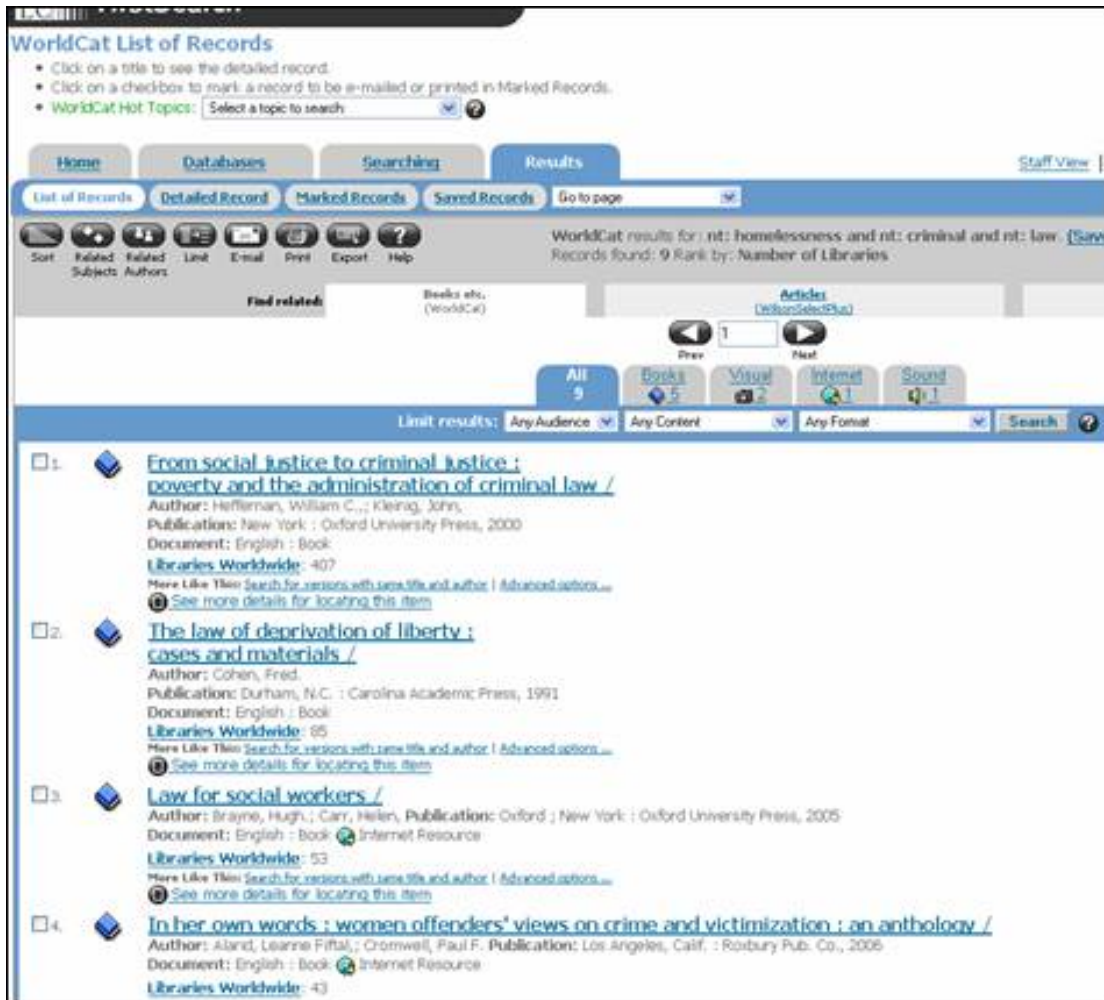 FirstSearch
WorldCat List of Records
• Click on a title to see the detailed record.
• Click on a checkbox to mark a record to be e-mailed or printed in Marked Records.
• WorldCat Hot Topics: Select a topic to search
Home Databases Searching Results Staff View |
List of Records Detailed Record Marked Records Saved Records Go to page
WorldCat results for: nt: homelessness and nt: criminal and nt: law. (Save
Records found: 9 Rank by: Number of Libraries
Sort Related Subjects Related Authors Limit E-mail Print Export Help
Find related: Books etc. (WorldCat) Articles (WilsonSelectPlus)
1
Prev Next
All 9 Books 5 Visual 2 Internet 1 Sound 1
Limit results: Any Audience Any Content Any Format Search
1. From social justice to criminal justice :
poverty and the administration of criminal law /
Author: Heffernan, William C.,; Kleinig, John,
Publication: New York : Oxford University Press, 2000
Document: English : Book
Libraries Worldwide: 407
More Like This: Search for versions with same title and author | Advanced options ...
See more details for locating this item
2. The law of deprivation of liberty :
cases and materials /
Author: Cohen, Fred.
Publication: Durham, N.C. : Carolina Academic Press, 1991
Document: English : Book
Libraries Worldwide: 85
More Like This: Search for versions with same title and author | Advanced options ...
See more details for locating this item
3. Law for social workers /
Author: Brayne, Hugh.; Carr, Helen, Publication: Oxford ; New York : Oxford University Press, 2005
Document: English : Book Internet Resource
Libraries Worldwide: 53
More Like This: Search for versions with same title and author | Advanced options ...
See more details for locating this item
4. In her own words : women offenders' views on crime and victimization : an anthology /
Author: Alarid, Leanne Fiftal,; Cromwell, Paul F. Publication: Los Angeles, Calif. : Roxbury Pub. Co., 2006
Document: English : Book Internet Resource
Libraries Worldwide: 43